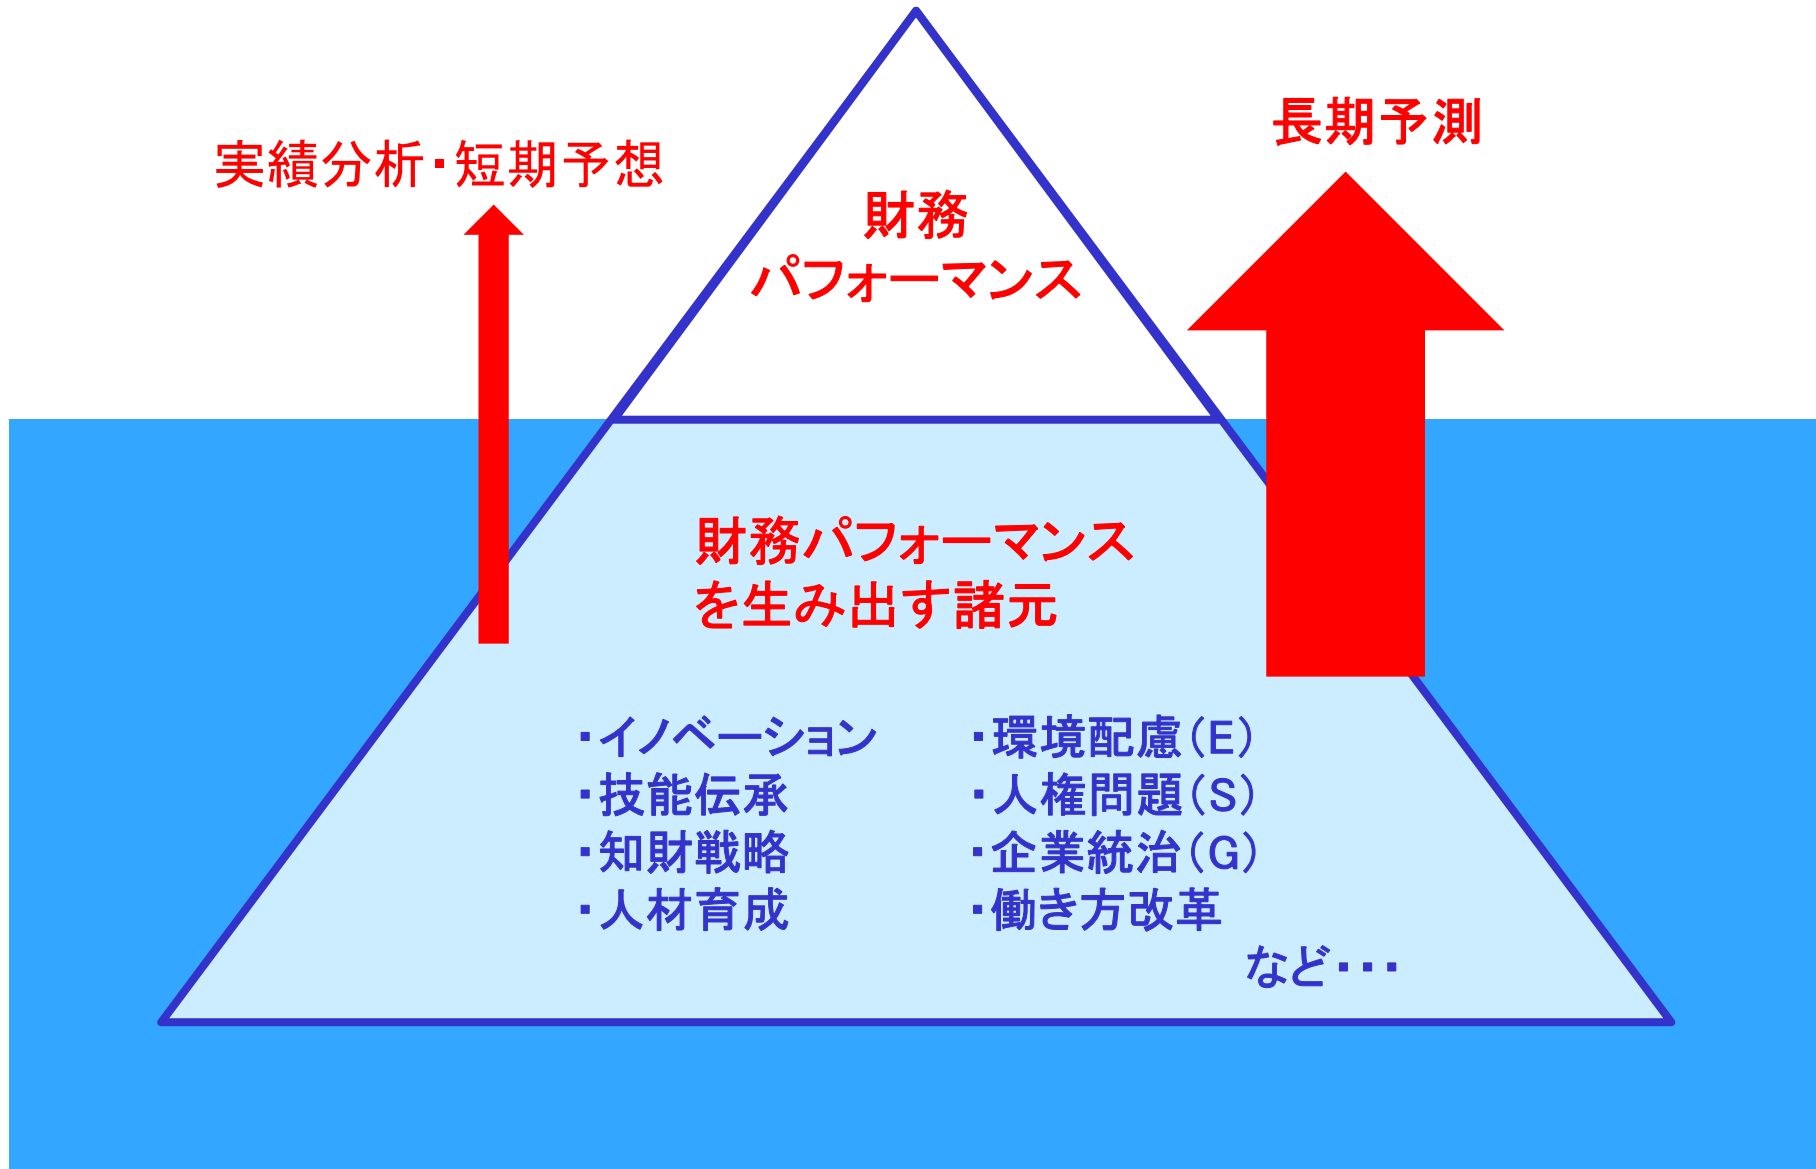 実績分析・短期予想
長期予測
財務
パフォーマンス
財務パフォーマンス
を生み出す諸元
・イノベーション
・技能伝承
・知財戦略
・人材育成
・環境配慮(E)
・人権問題(S)
・企業統治(G)
・働き方改革
など・・・